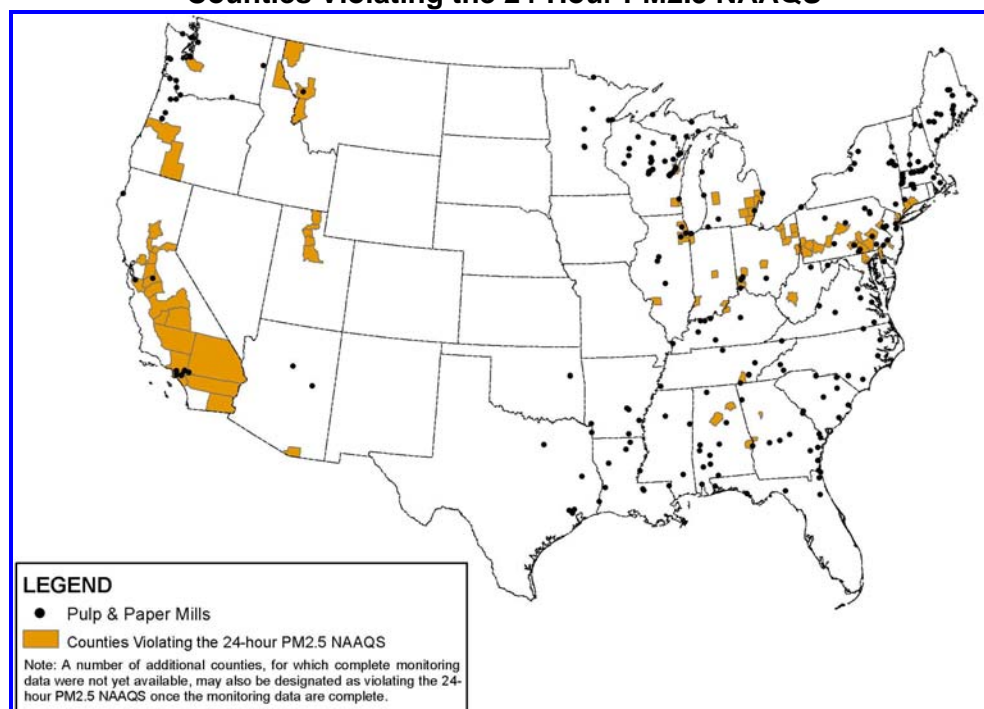 Counties Violating the 24-Hour PM2.5 NAAQS
LEGEND
Pulp & Paper Mills
Counties Violating the 24-hour PM2.5 NAAQS
Note: A number of additional counties, for which complete monitoring
data were not yet available, may also be designated as violating the 24-
hour PM2.5 NAAQS once the monitoring data are complete.